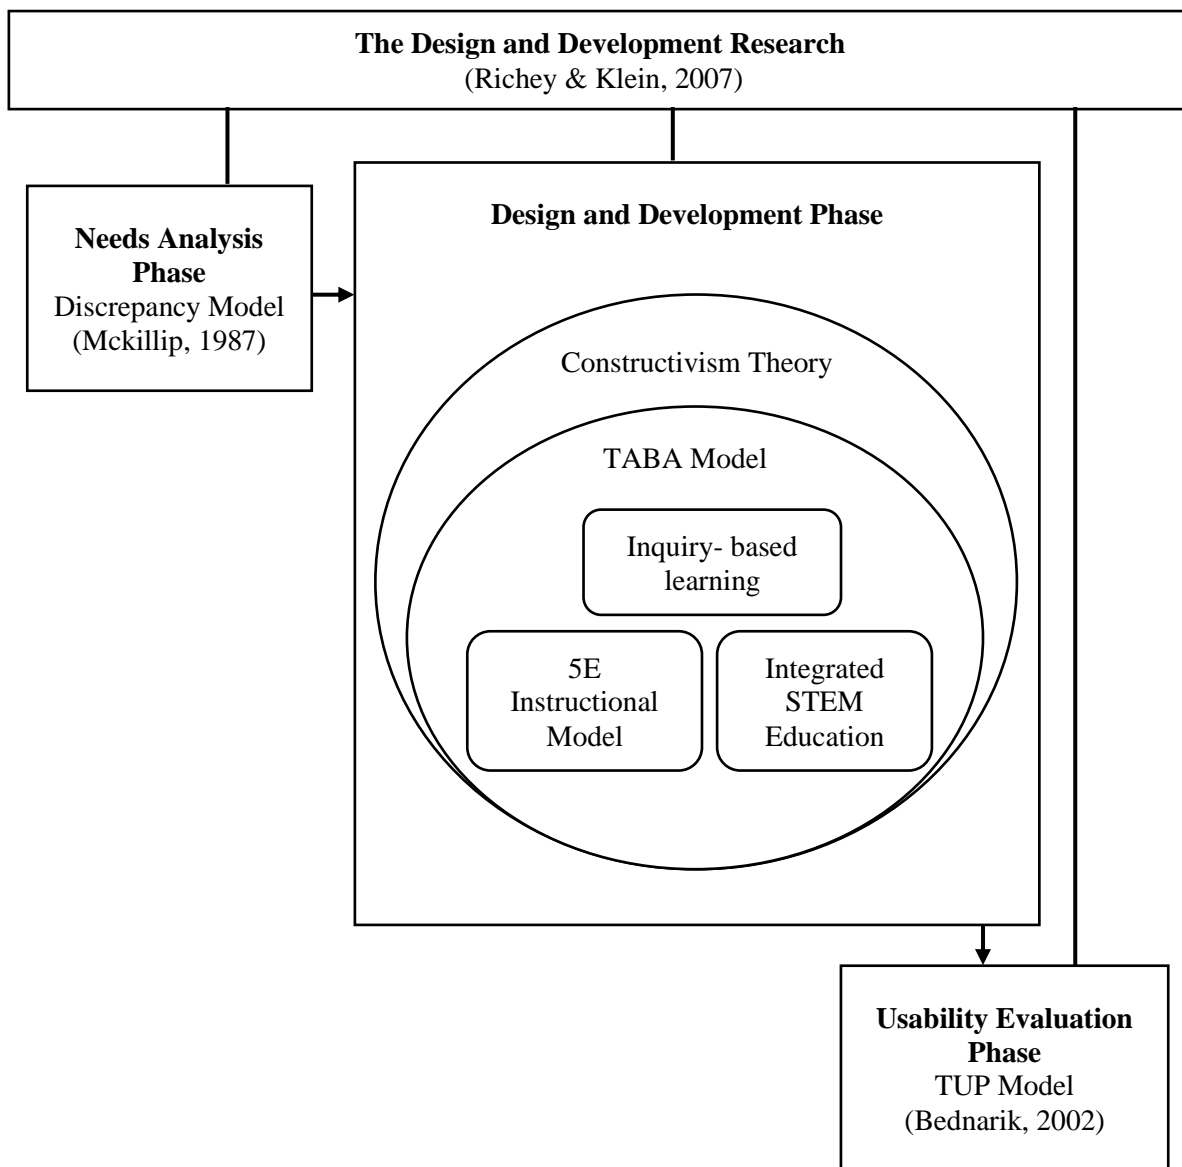 The Design and Development Research
(Richey & Klein, 2007)
Needs Analysis
Phase
Discrepancy Model
(Mckillip, 1987)
Design and Development Phase
Constructivism Theory
TABA Model
Inquiry- based
learning
5E
Instructional
Model
Integrated
STEM
Education
Usability Evaluation
Phase
TUP Model
(Bednarik, 2002)